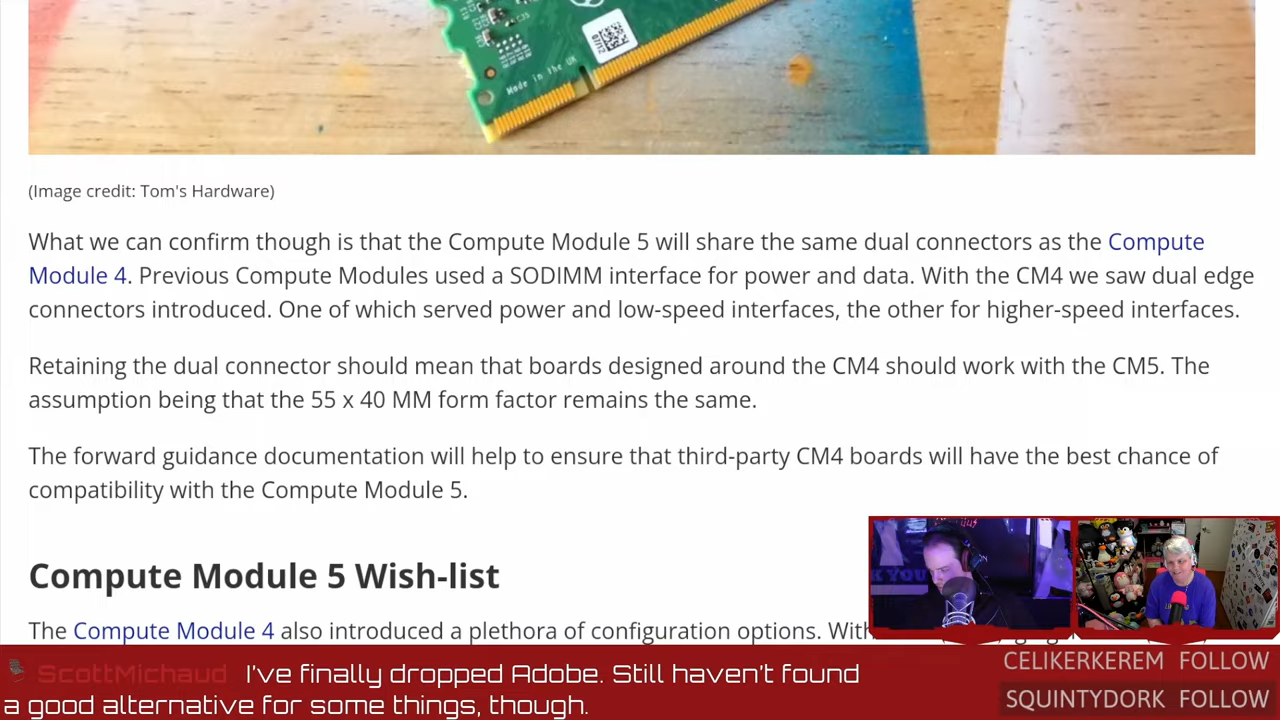 Made in the UK
(Image credit: Tom's Hardware)
What we can confirm though is that the Compute Module 5 will share the same dual connectors as the Compute
Module 4. Previous Compute Modules used a SODIMM interface for power and data. With the CM4 we saw dual edge
connectors introduced. One of which served power and low-speed interfaces, the other for higher-speed interfaces.
Retaining the dual connector should mean that boards designed around the CM4 should work with the CM5. The
assumption being that the 55 x 40 MM form factor remains the same.
The forward guidance documentation will help to ensure that third-party CM4 boards will have the best chance of
compatibility with the Compute Module 5.
Compute Module 5 Wish-list
The Compute Module 4 also introduced a plethora of configuration options. With
ScottMichaud I've finally dropped Adobe. Still haven't found
a good alternative for some things, though.
CELIKERKEREM FOLLOW
SQUINTYDORK FOLLOW